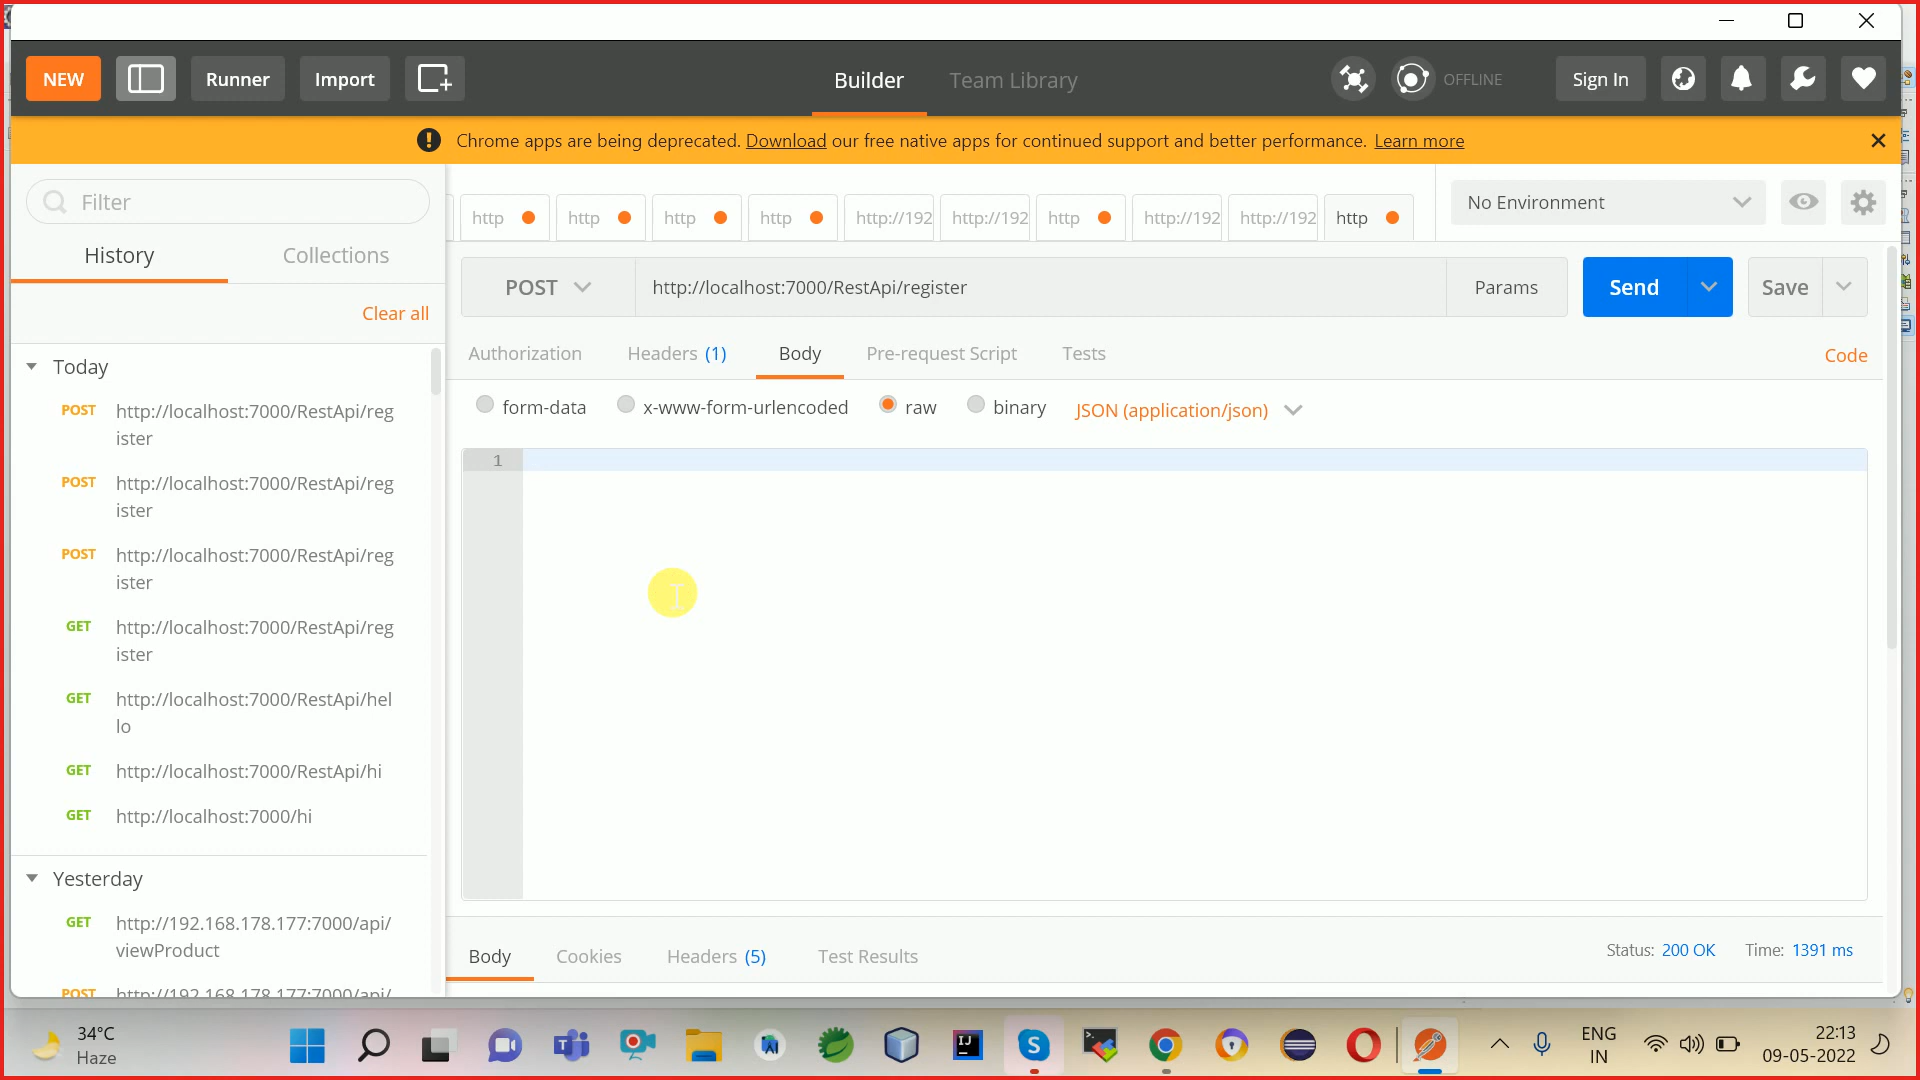 NEW
Runner
Import
Builder
Team Library
OFFLINE
Sign In
Chrome apps are being deprecated. Download our free native apps for continued support and better performance. Learn more
Filter
http
http
http
http
http://192
http://192
http
http://192
http://192
http
No Environment
History
Collections
POST
http://localhost:7000/RestApi/register
Params
Send
Save
Clear all
Authorization
Headers (1)
Body
Pre-request Script
Tests
Code
Today
form-data
x-www-form-urlencoded
raw
binary
JSON (application/json)
POST
http://localhost:7000/RestApi/reg
ister
1
POST
http://localhost:7000/RestApi/reg
ister
POST
http://localhost:7000/RestApi/reg
ister
GET
http://localhost:7000/RestApi/reg
ister
GET
http://localhost:7000/RestApi/hel
lo
GET
http://localhost:7000/RestApi/hi
GET
http://localhost:7000/hi
Yesterday
GET
http://192.168.178.177:7000/api/
viewProduct
POST
http://192.168.178.177:7000/api/
Body
Cookies
Headers (5)
Test Results
Status: 200 OK
Time: 1391 ms
34°C
Haze
ENG
IN
22:13
09-05-2022